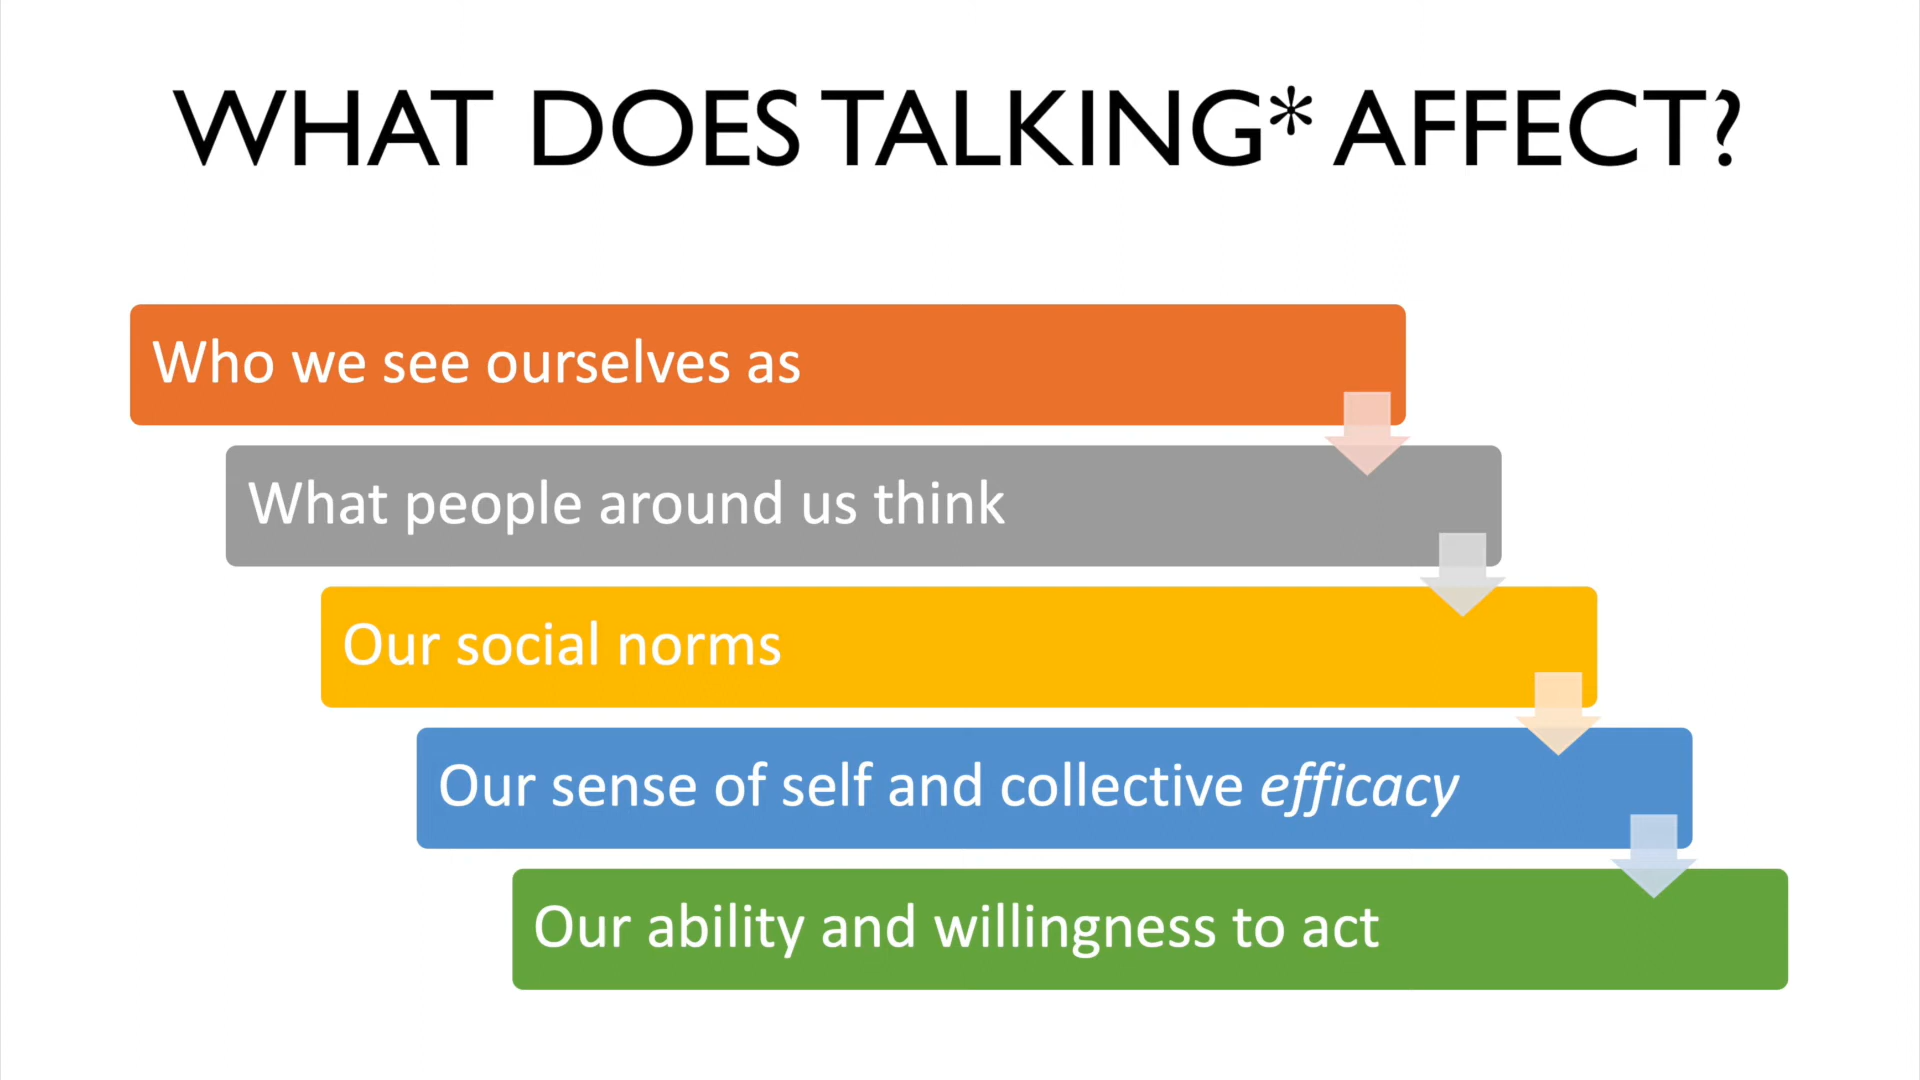 WHAT DOES TALKING* AFFECT?
Who we see ourselves as
What people around us think
Our social norms
Our sense of self and collective efficacy
Our ability and willingness to act